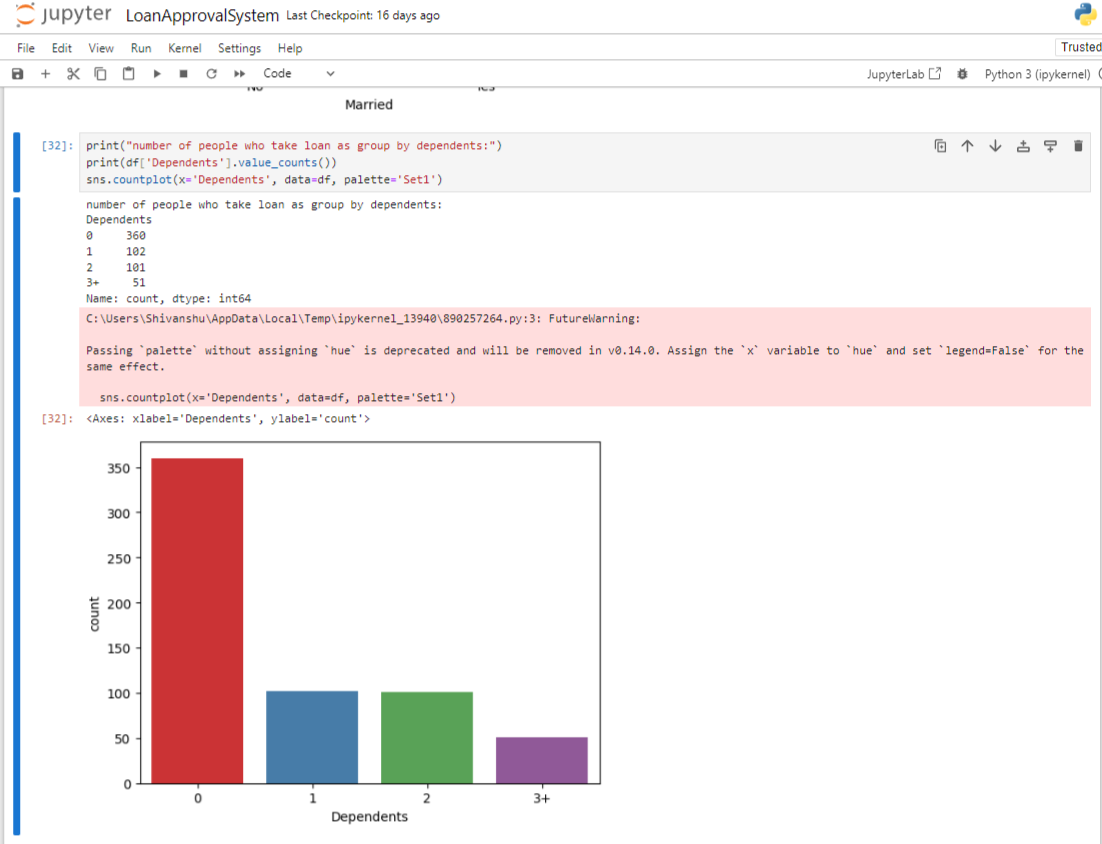 jupyter LoanApprovalSystem Last Checkpoint: 16 days ago
File Edit View Run Kernel Settings Help
Trusted
Code
JupyterLab Python 3 (ipykernel)
No Yes
Married
[32]: print("number of people who take loan as group by dependents:")
print(df['Dependents'].value_counts())
sns.countplot(x='Dependents', data=df, palette='Set1')
number of people who take loan as group by dependents:
Dependents
0 360
1 102
2 101
3+ 51
Name: count, dtype: int64
C:\Users\Shivanshu\AppData\Local\Temp\ipykernel_13940\890257264.py:3: FutureWarning:
Passing `palette` without assigning `hue` is deprecated and will be removed in v0.14.0. Assign the `x` variable to `hue` and set `legend=False` for the
same effect.
sns.countplot(x='Dependents', data=df, palette='Set1')
[32]: <Axes: xlabel='Dependents', ylabel='count'>
350
300
250
200
150
100
50
0
count
0 1 2 3+
Dependents